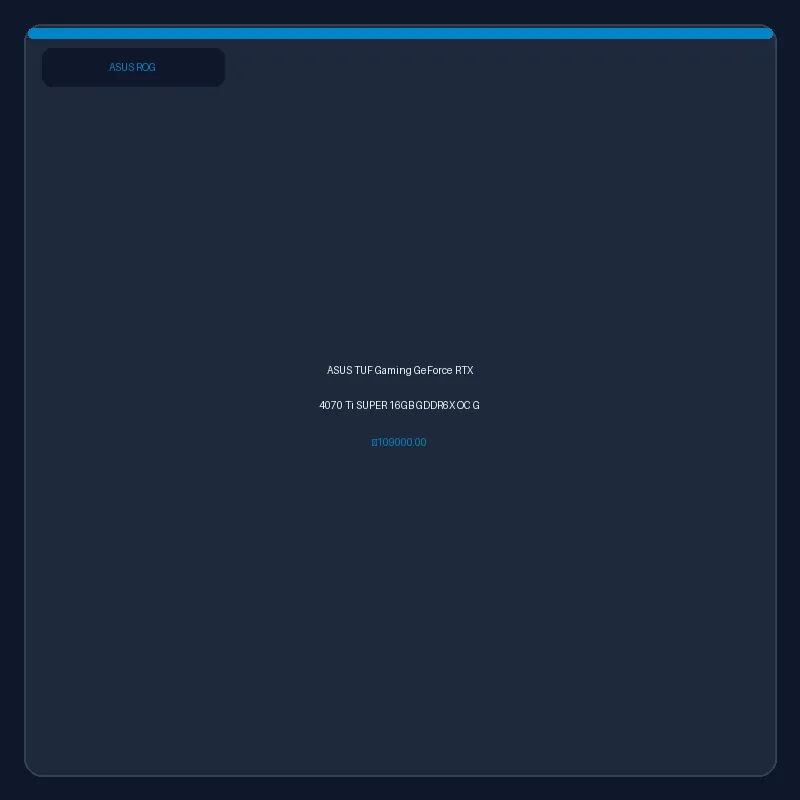 ASUS ROG
ASUS TUF Gaming GeForce RTX
4070 Ti SUPER 16GB GDDR6X OC G
109000.00